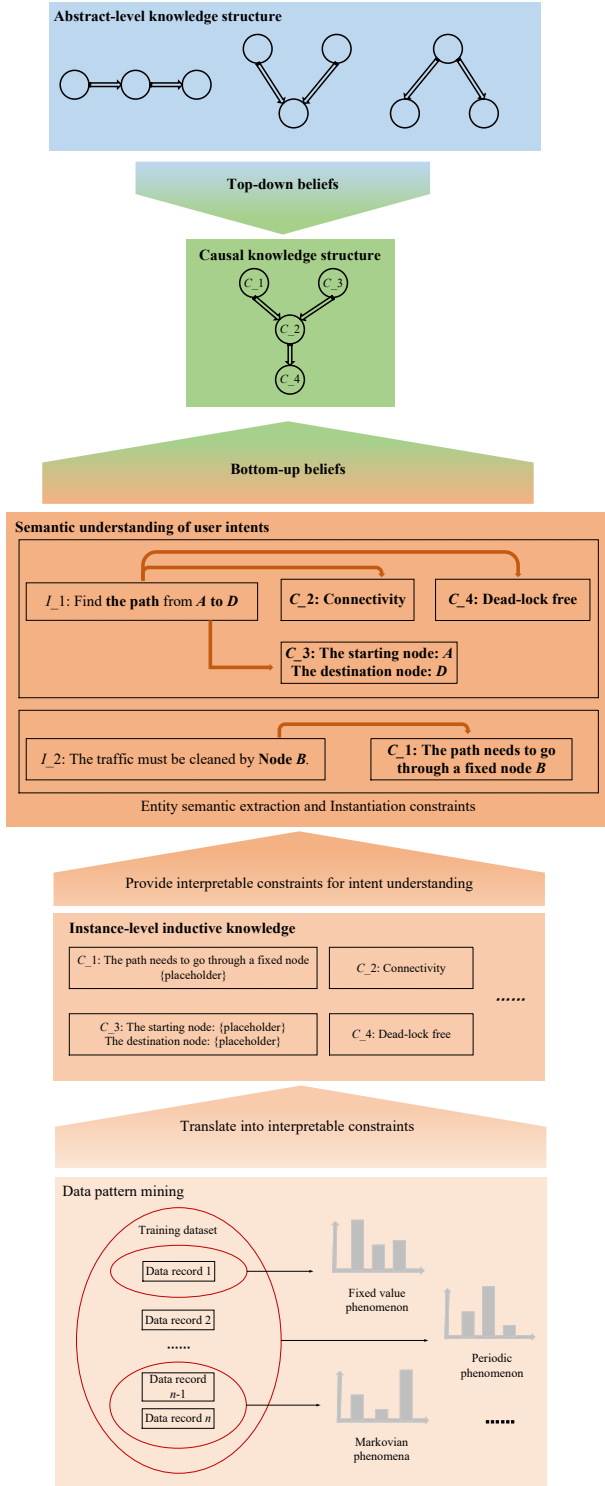 Abstract-level knowledge structure
Top-down beliefs
Causal knowledge structure
C_1
C_3
C_2
C_4
Bottom-up beliefs
Semantic understanding of user intents
I_1: Find the path from A to D
C_2: Connectivity
C_4: Dead-lock free
C_3: The starting node: A
The destination node: D
I_2: The traffic must be cleaned by Node B.
C_1: The path needs to go
through a fixed node B
Entity semantic extraction and Instantiation constraints
Provide interpretable constraints for intent understanding
Instance-level inductive knowledge
C_1: The path needs to go through a fixed node
{placeholder}
C_2: Connectivity
......
C_3: The starting node: {placeholder}
The destination node: {placeholder}
C_4: Dead-lock free
Translate into interpretable constraints
Data pattern mining
Training dataset
Data record 1
Fixed value
phenomenon
Data record 2
......
Periodic
phenomenon
Data record
n-1
Data record n
Markovian
phenomena
......